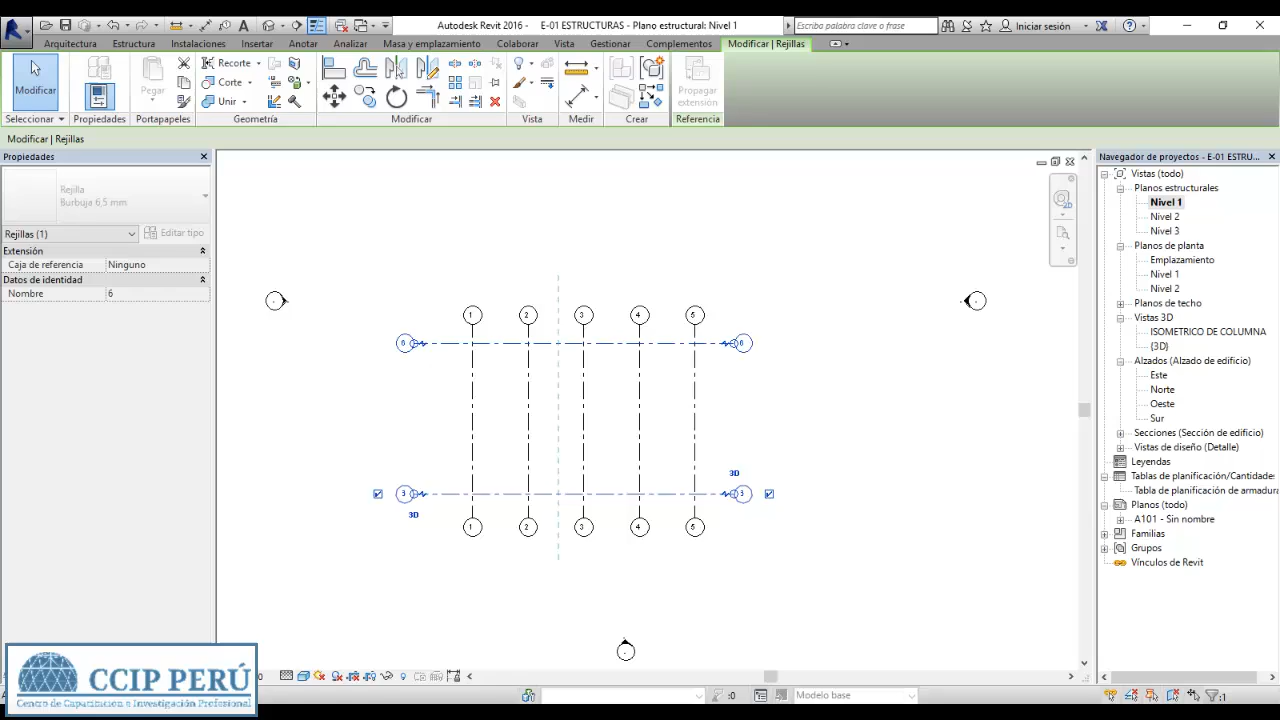 Autodesk Revit 2016 - E-01 ESTRUCTURAS - Plano estructural: Nivel 1
Escriba palabra clave o frase
Iniciar sesión
Arquitectura Estructura Instalaciones Insertar Anotar Analizar Masa y emplazamiento Colaborar Vista Gestionar Complementos Modificar | Rejillas
Modificar
Pegar
Recorte
Corte
Unir
Propagar extensión
Seleccionar Propiedades Portapapeles Geometría Modificar Vista Medir Crear Referencia
Modificar | Rejillas
Propiedades
Rejilla
Burbuja 6,5 mm
Rejillas (1) Editar tipo
Extensión
Caja de referencia Ninguno
Datos de identidad
Nombre 6
2D
1 2 3 4 5
6 6
3D
3 3
3D
1 2 3 4 5
Navegador de proyectos - E-01 ESTRU...
Vistas (todo)
Planos estructurales
Nivel 1
Nivel 2
Nivel 3
Planos de planta
Emplazamiento
Nivel 1
Nivel 2
Planos de techo
Vistas 3D
ISOMETRICO DE COLUMNA
{3D}
Alzados (Alzado de edificio)
Este
Norte
Oeste
Sur
Secciones (Sección de edificio)
Vistas de diseño (Detalle)
Leyendas
Tablas de planificación/Cantidades
Tabla de planificación de armadura
Planos (todo)
A101 - Sin nombre
Familias
Grupos
Vínculos de Revit
:0 Modelo base :1
CCIP PERÚ
Centro de Capacitación e Investigación Profesional